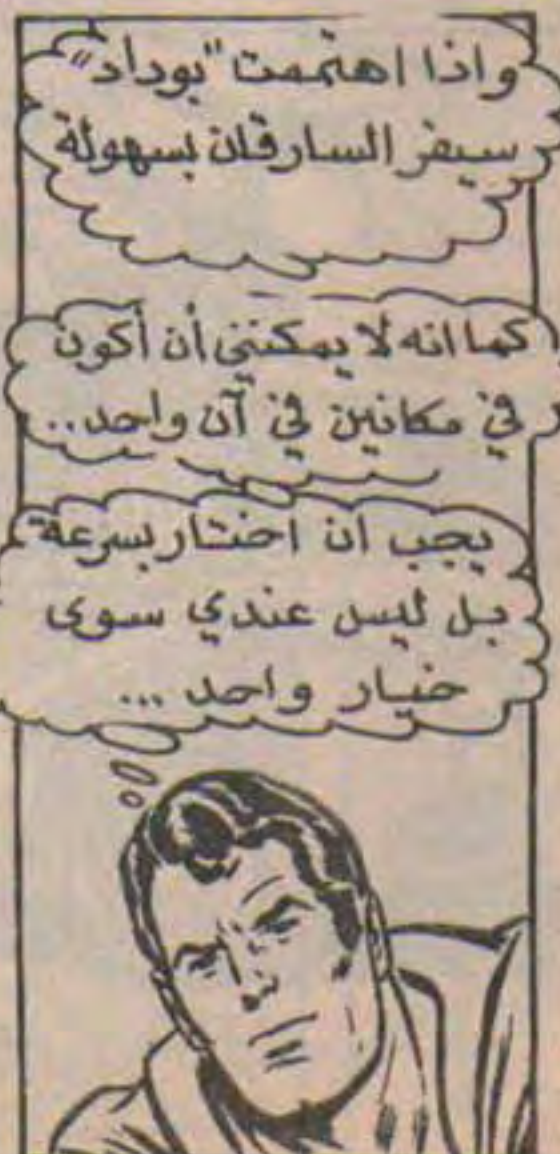 واذا اهتممت "بوداد"
سيفر السارقان بسهولة
كما انه لا يمكنني أن أكون
في مكانين في آن واحد..
يجب ان اختار بسرعة
بل ليس عندي سوى
خيار واحد ...